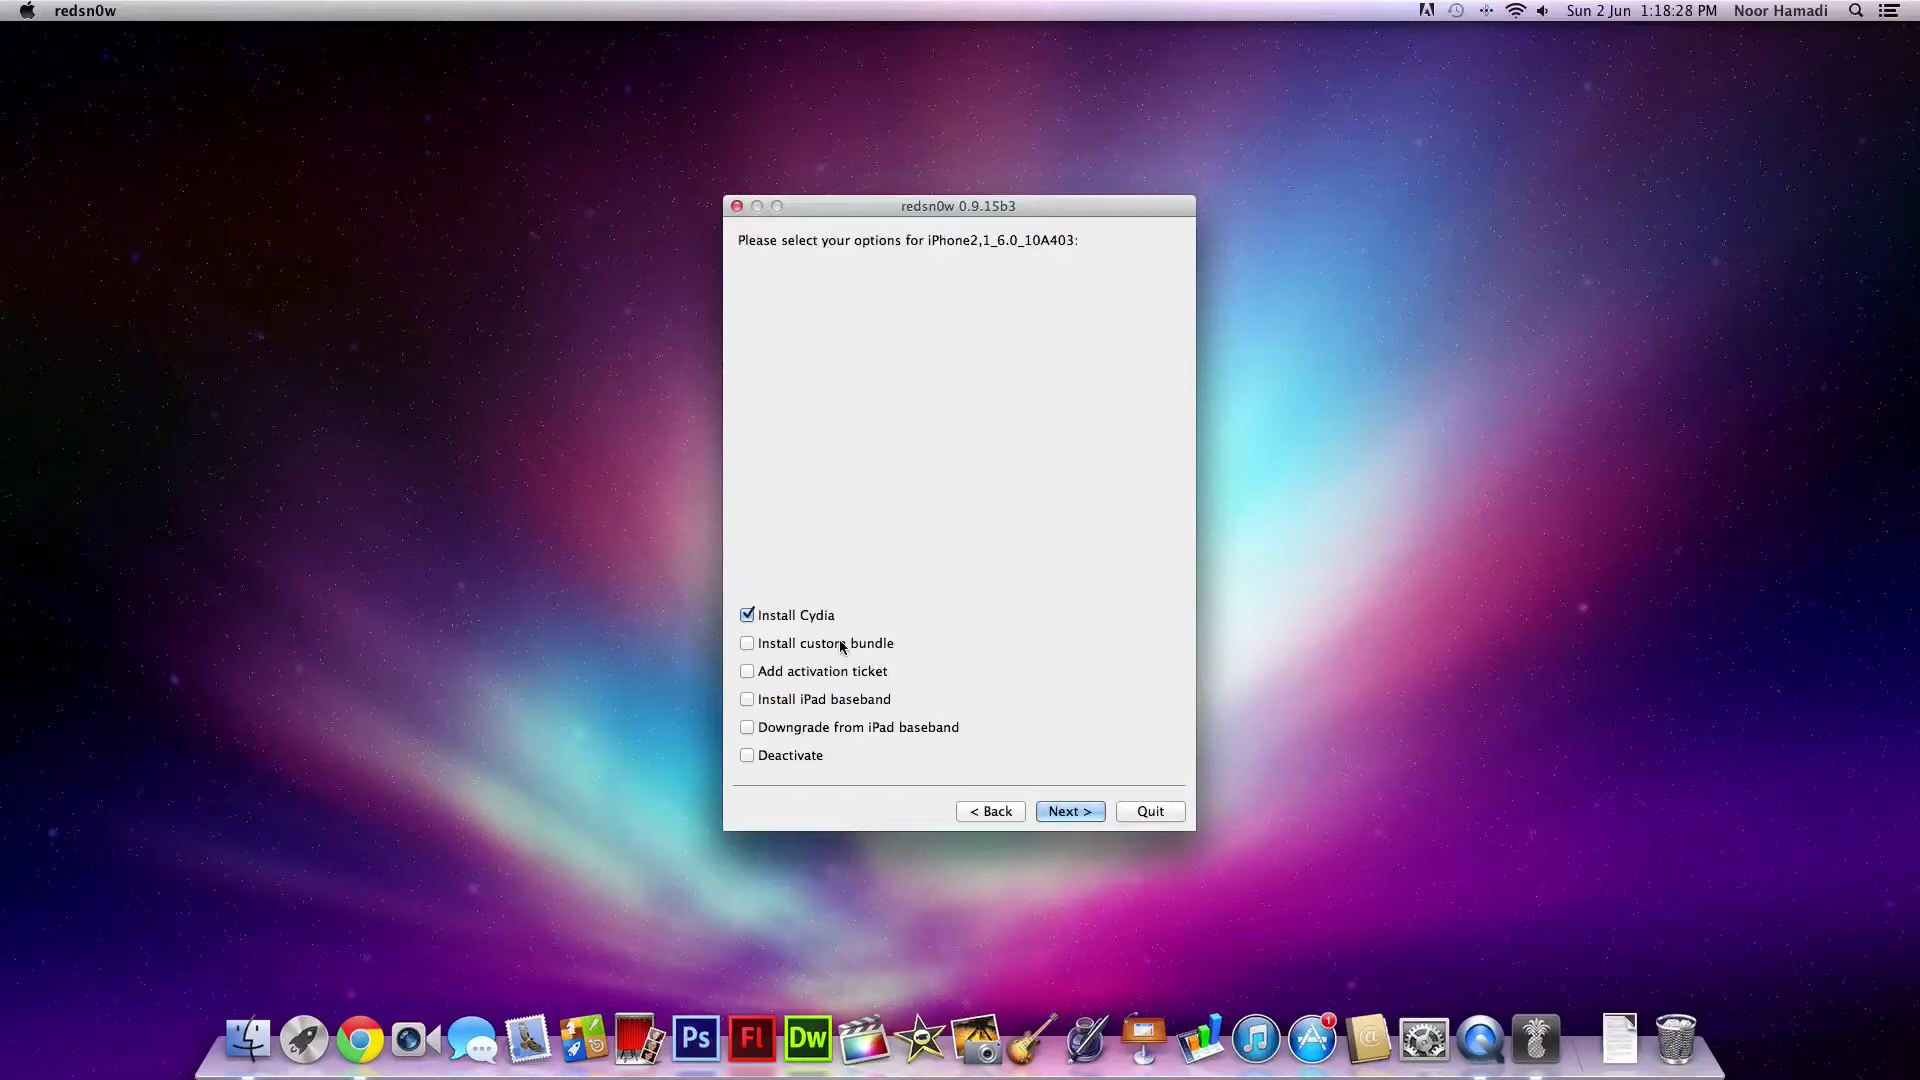 redsn0w
Sun 2 Jun 1:18:28 PM Noor Hamadi
redsn0w 0.9.15b3
Please select your options for iPhone2,1_6.0_10A403:
Install Cydia
Install custom bundle
Add activation ticket
Install iPad baseband
Downgrade from iPad baseband
Deactivate
< Back Next > Quit
Ps Fl Dw 1